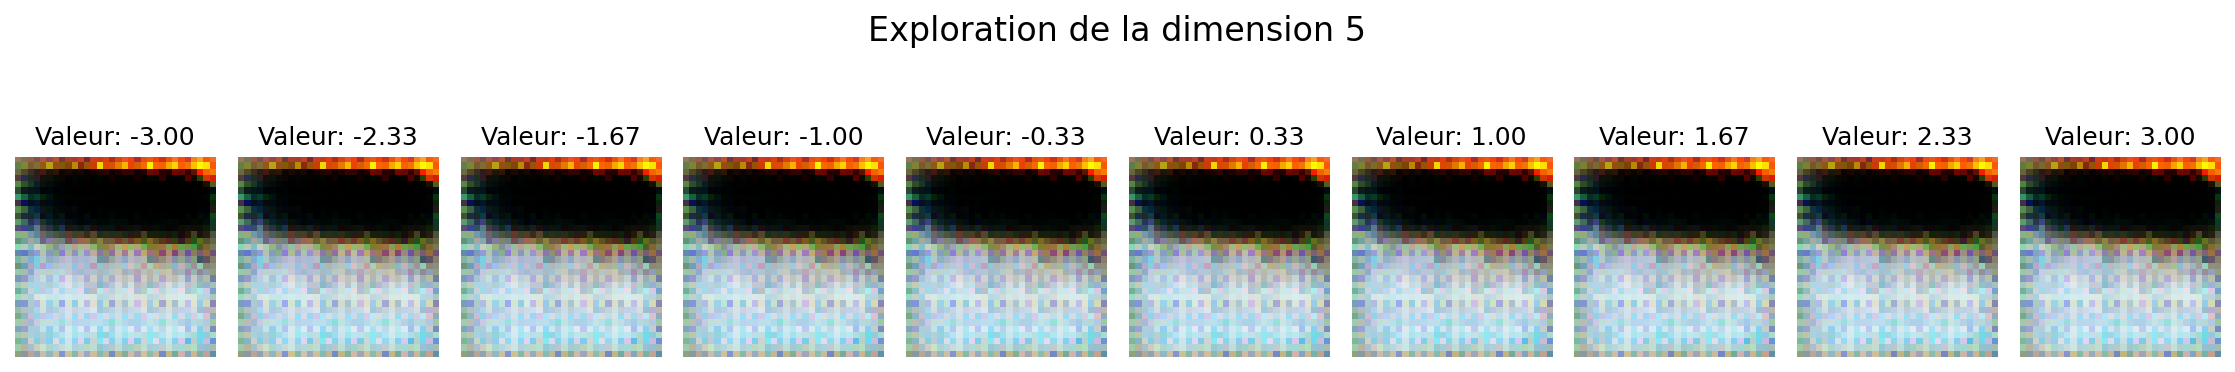 Exploration de la dimension 5
Valeur: -3.00 Valeur: -2.33 Valeur: -1.67 Valeur: -1.00 Valeur: -0.33 Valeur: 0.33 Valeur: 1.00 Valeur: 1.67 Valeur: 2.33 Valeur: 3.00